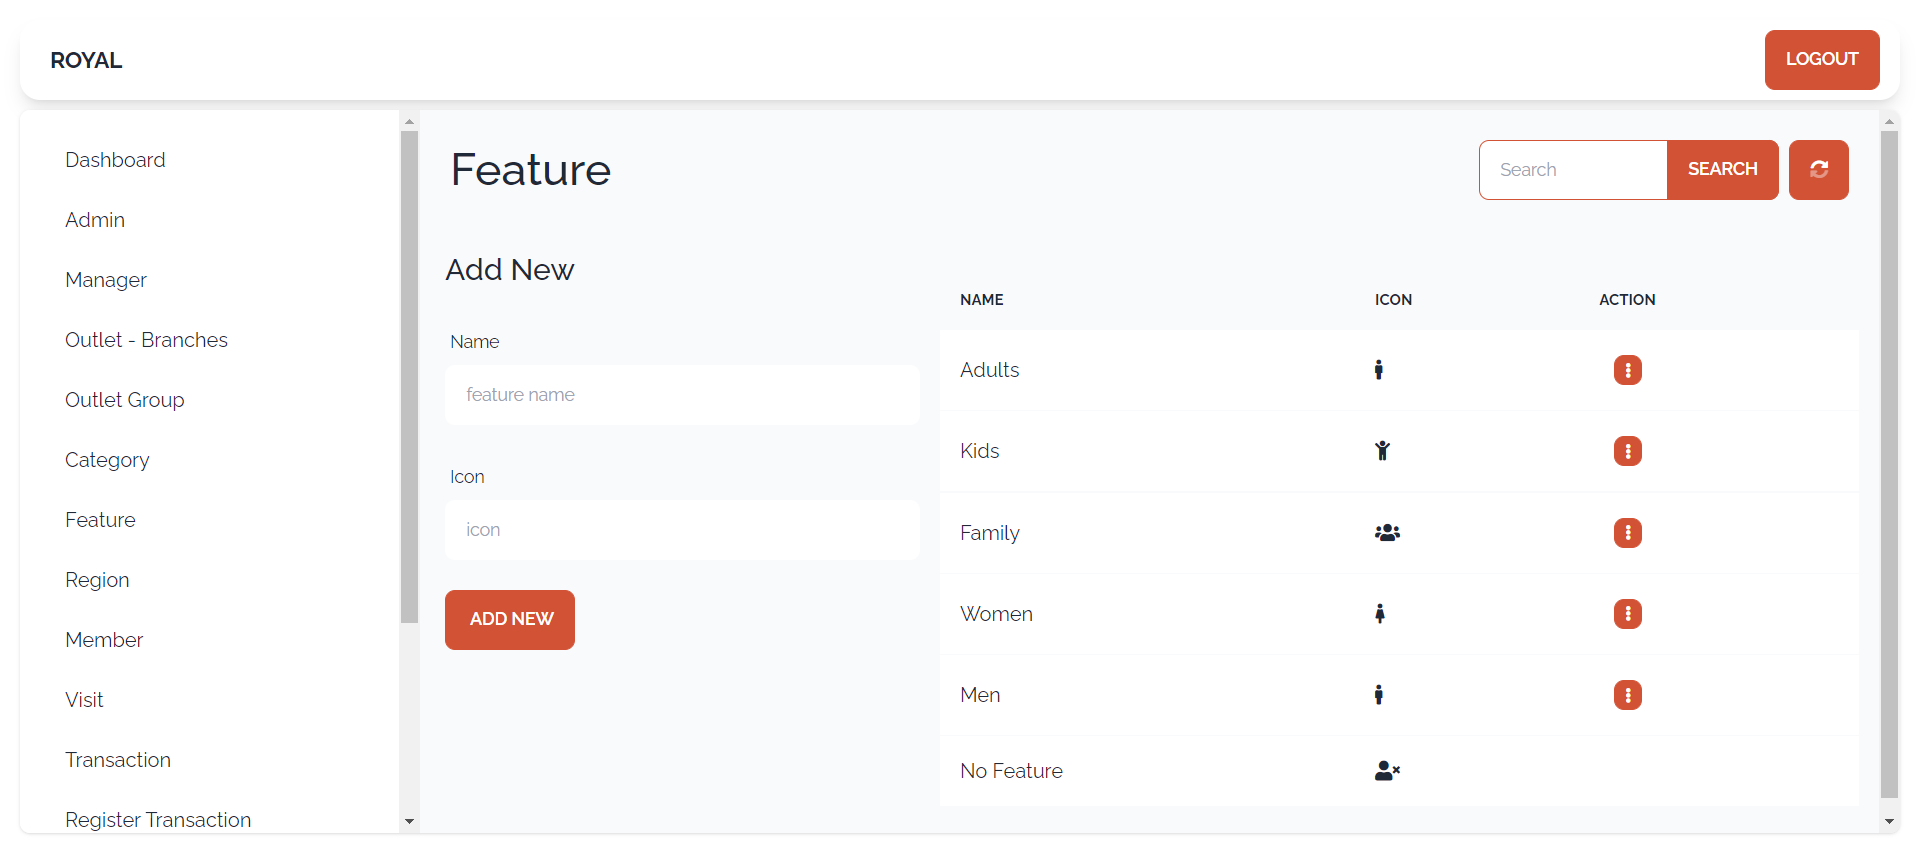 ROYAL
LOGOUT
Dashboard
Admin
Manager
Outlet - Branches
Outlet Group
Category
Feature
Region
Member
Visit
Transaction
Register Transaction
Feature
Search
SEARCH
Add New
Name
feature name
Icon
icon
ADD NEW
NAME ICON ACTION
Adults
Kids
Family
Women
Men
No Feature